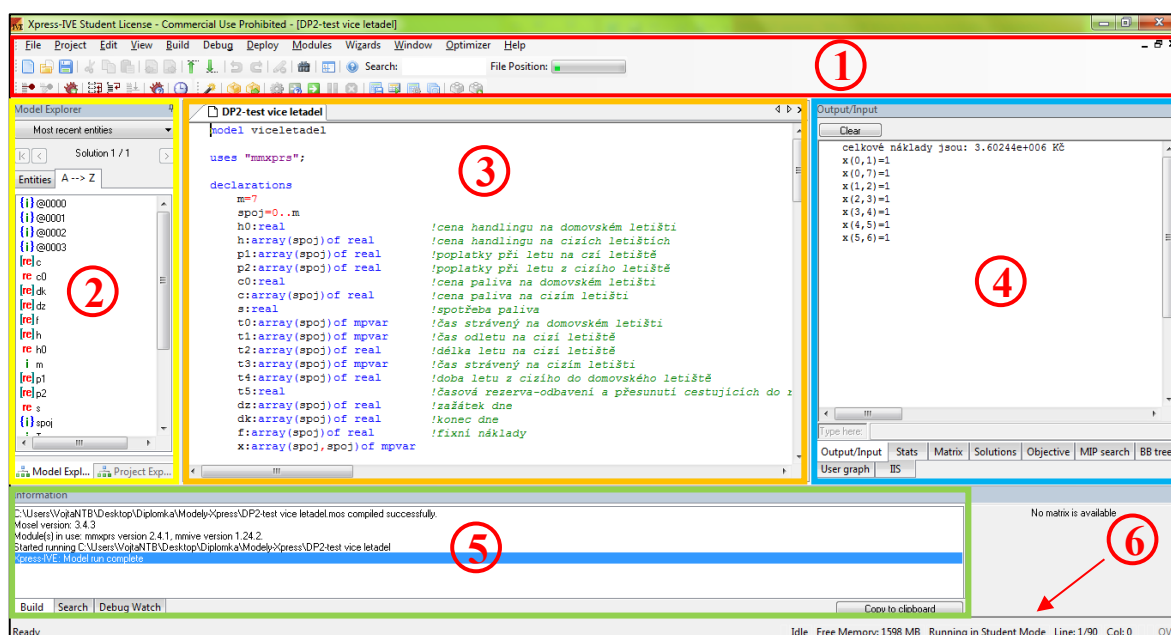 Xpress-IVE Student License - Commercial Use Prohibited - [DP2-test vice letadel]
File Project Edit View Build Debug Deploy Modules Wizards Window Optimizer Help
Search: File Position:
1
Model Explorer
Most recent entities
Solution 1 / 1
Entities A --> Z
{i} @0000
{i} @0001
{i} @0002
{i} @0003
[re] c
re c0
[re] dk
[re] dz
[re] f
[re] h
re h0
i m
[re] p1
[re] p2
re s
{i} spoj
Model Expl... Project Exp...
2
DP2-test vice letadel
model viceletadel
uses "mmxprs";
declarations
m=7
spoj=0..m
h0:real !cena handlingu na domovském letišti
h:array(spoj)of real !cena handlingu na cizích letištích
p1:array(spoj)of real !poplatky při letu na czí letiště
p2:array(spoj)of real !poplatky při letu z cizího letiště
c0:real !cena paliva na domovském letišti
c:array(spoj)of real !cena paliva na cizím letišti
s:real !spotřeba paliva
t0:array(spoj)of mpvar !čas strávený na domovském letišti
t1:array(spoj)of mpvar !čas odletu na cizí letiště
t2:array(spoj)of real !délka letu na cizí letiště
t3:array(spoj)of mpvar !čas strávený na cizím letišti
t4:array(spoj)of real !doba letu z cizího do domovského letiště
t5:real !časová rezerva-odbavení a přesunutí cestujících do
dz:array(spoj)of real !zažátek dne
dk:array(spoj)of real !konec dne
f:array(spoj)of real !fixní náklady
x:array(spoj,spoj)of mpvar
3
Output/Input
Clear
celkové náklady jsou: 3.60244e+006 Kč
x(0,1)=1
x(0,7)=1
x(1,2)=1
x(2,3)=1
x(3,4)=1
x(4,5)=1
x(5,6)=1
4
Type here:
Output/Input Stats Matrix Solutions Objective MIP search BB tree
User graph IIS
Information
C:\Users\VojtaNTB\Desktop\Diplomka\Modely-Xpress\DP2-test vice letadel.mos compiled successfully.
Mosel version: 3.4.3
Module(s) in use: mmxprs version 2.4.1, mmive version 1.24.2.
Started running C:\Users\VojtaNTB\Desktop\Diplomka\Modely-Xpress\DP2-test vice letadel
Xpress-IVE: Model run complete
5
Build Search Debug Watch
Copy to clipboard
No matrix is available
6
Ready
Idle Free Memory: 1598 MB Running in Student Mode Line: 1/90 Col: 0